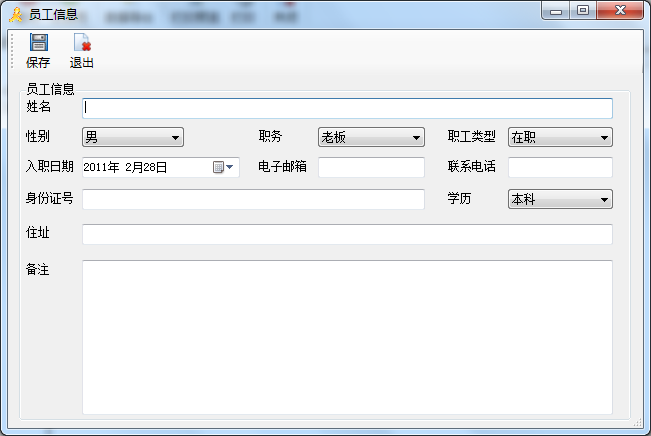 员工信息
保存 退出
员工信息
姓名
性别 男 职务 老板 职工类型 在职
入职日期 2011年 2月28日 电子邮箱 联系电话
身份证号 学历 本科
住址
备注